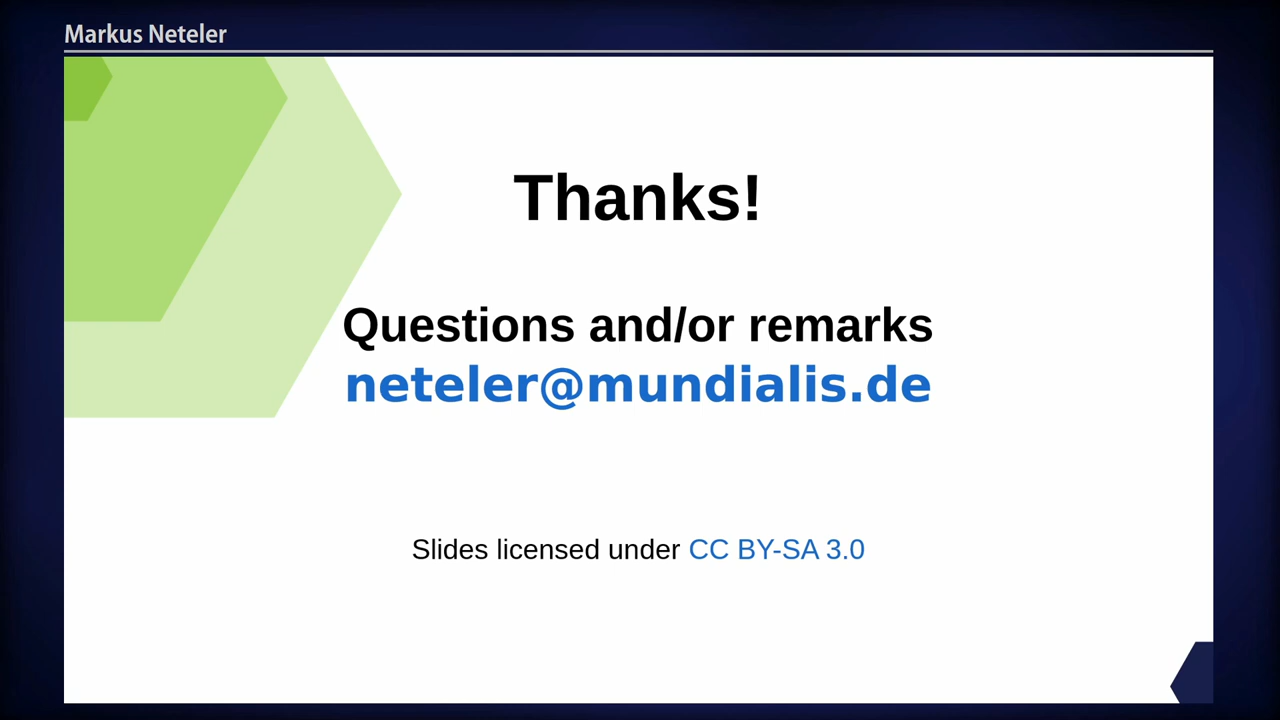 Markus Neteler
Thanks!
Questions and/or remarks
neteler@mundialis.de
Slides licensed under CC BY-SA 3.0